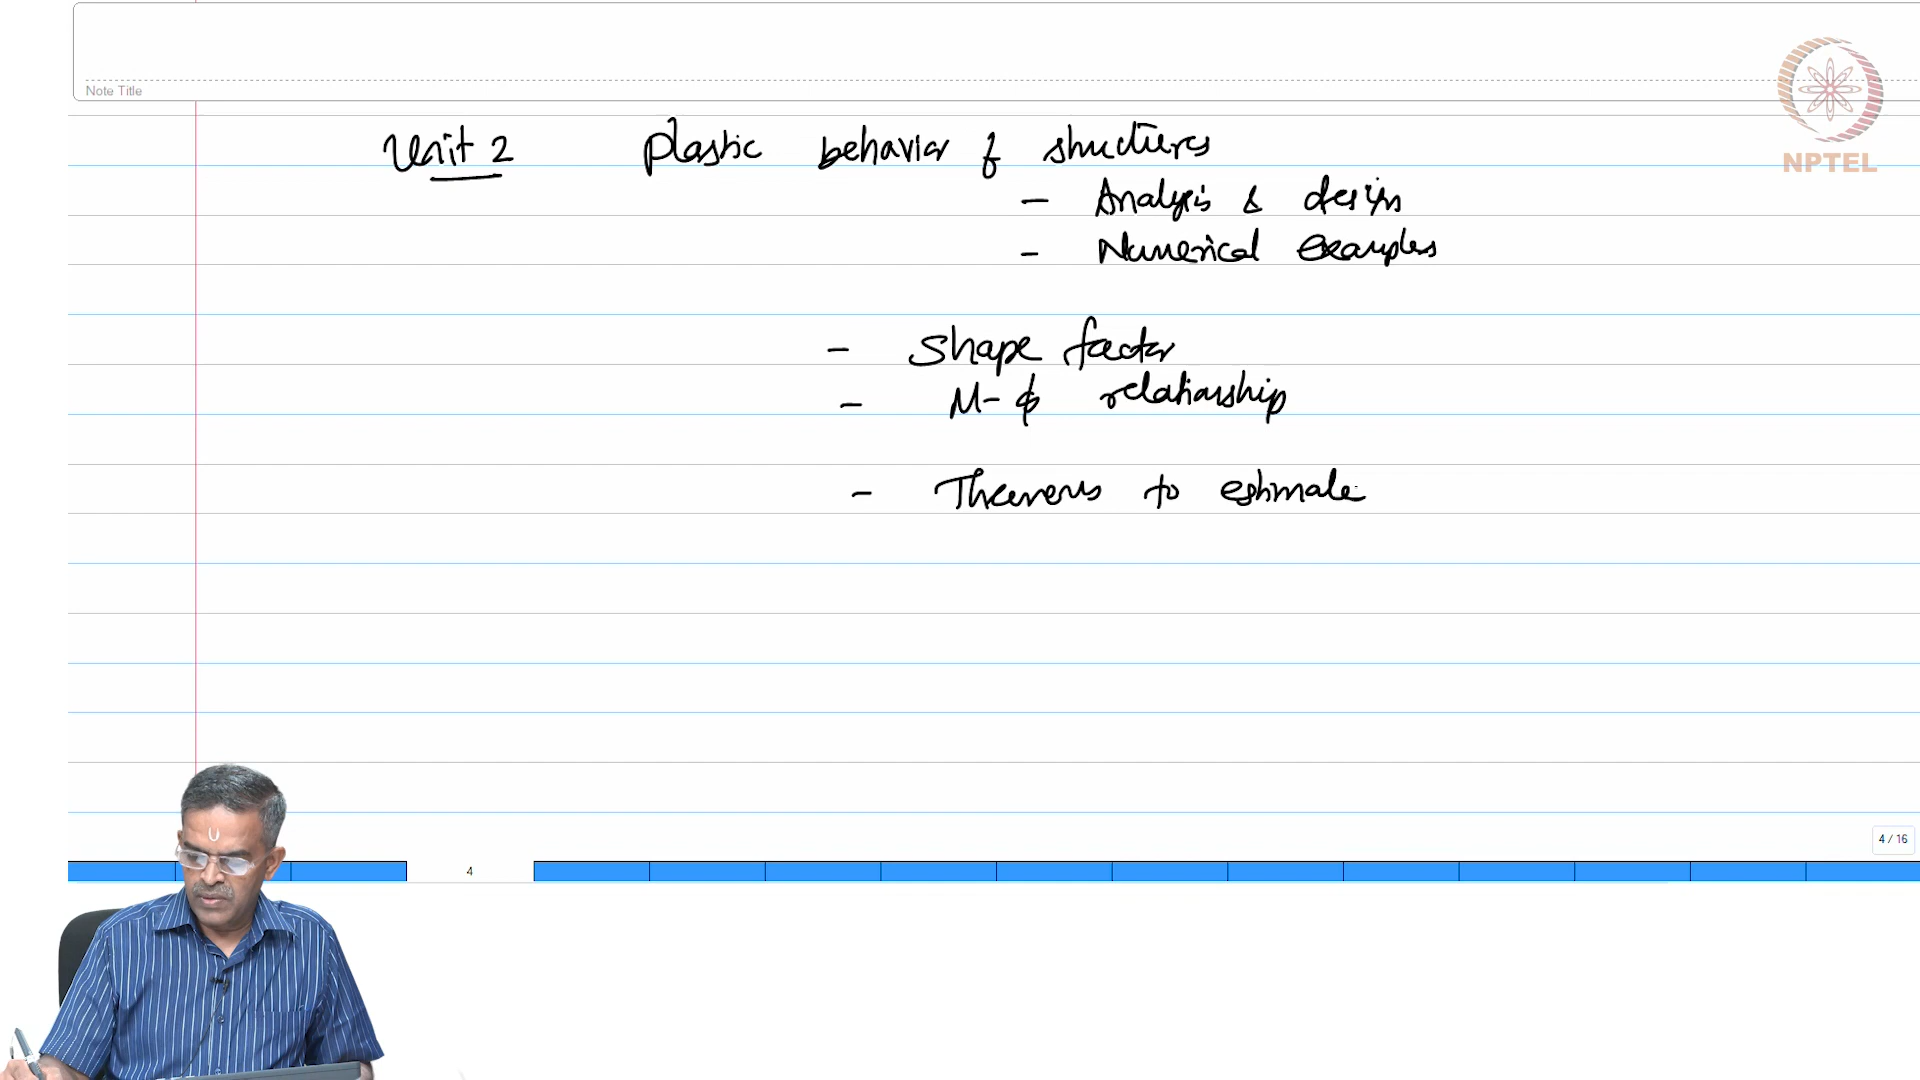 Note Title
NPTEL
Unit 2 Plastic behavior of structures
- Analysis & design
- Numerical examples
- Shape factor
- M-ϕ relationship
- Theorems to estimate
4 / 16
4